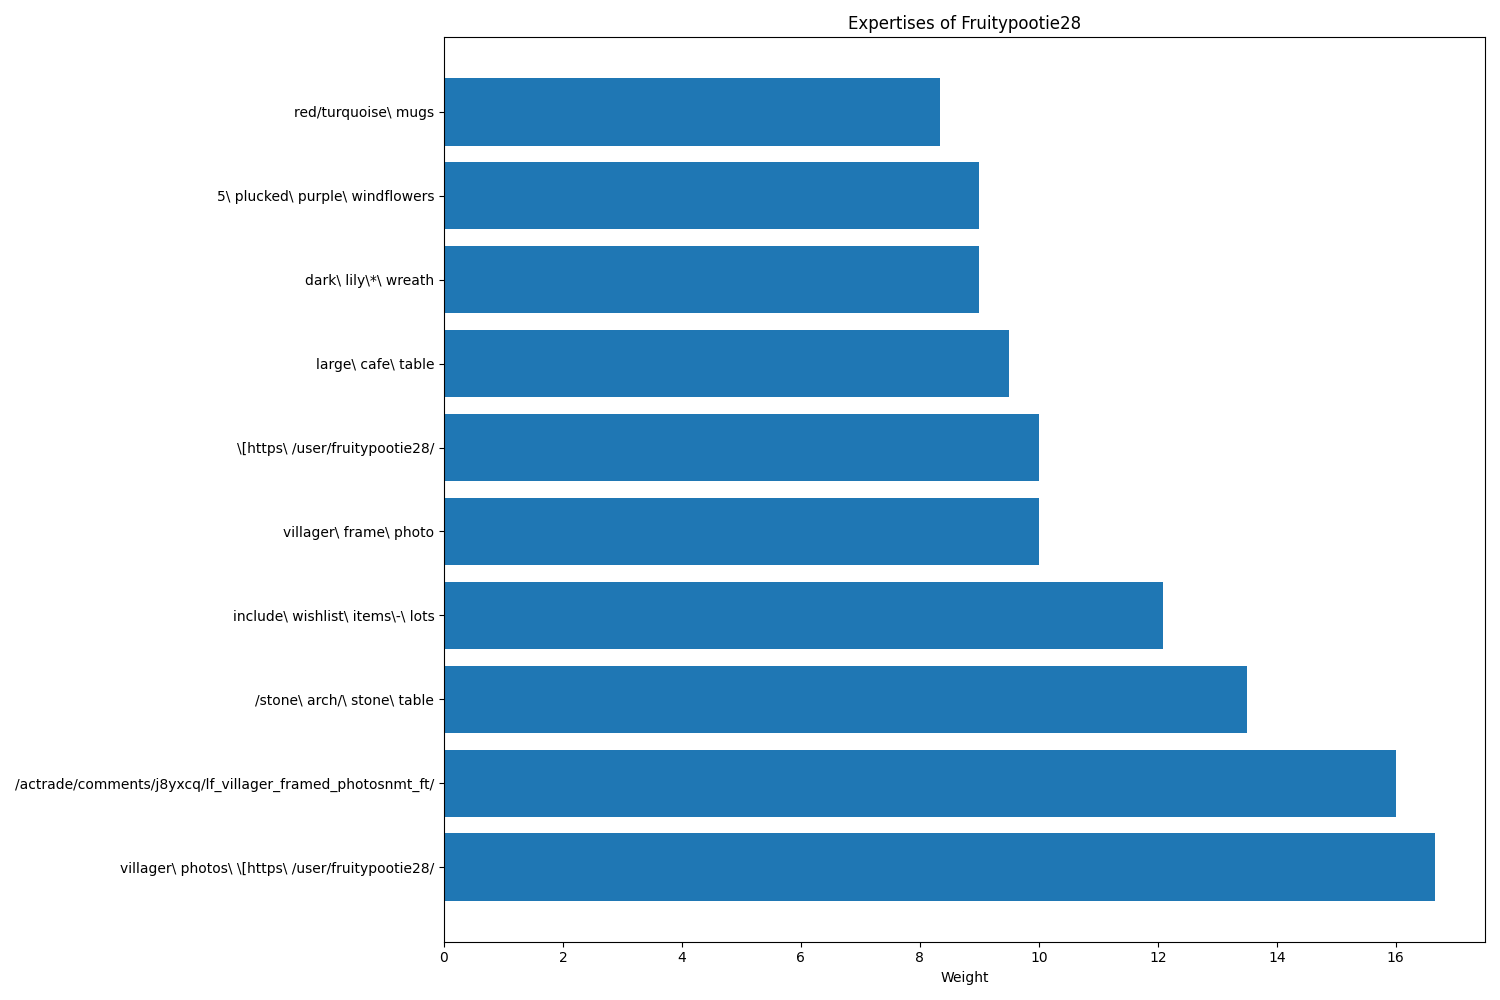 Expertises of Fruitypootie28
red/turquoise\ mugs
5\ plucked\ purple\ windflowers
dark\ lily\*\ wreath
large\ cafe\ table
\[https\ /user/fruitypootie28/
villager\ frame\ photo
include\ wishlist\ items\-\ lots
/stone\ arch/\ stone\ table
/actrade/comments/j8yxcq/lf_villager_framed_photosnmt_ft/
villager\ photos\ \[https\ /user/fruitypootie28/
0 2 4 6 8 10 12 14 16
Weight